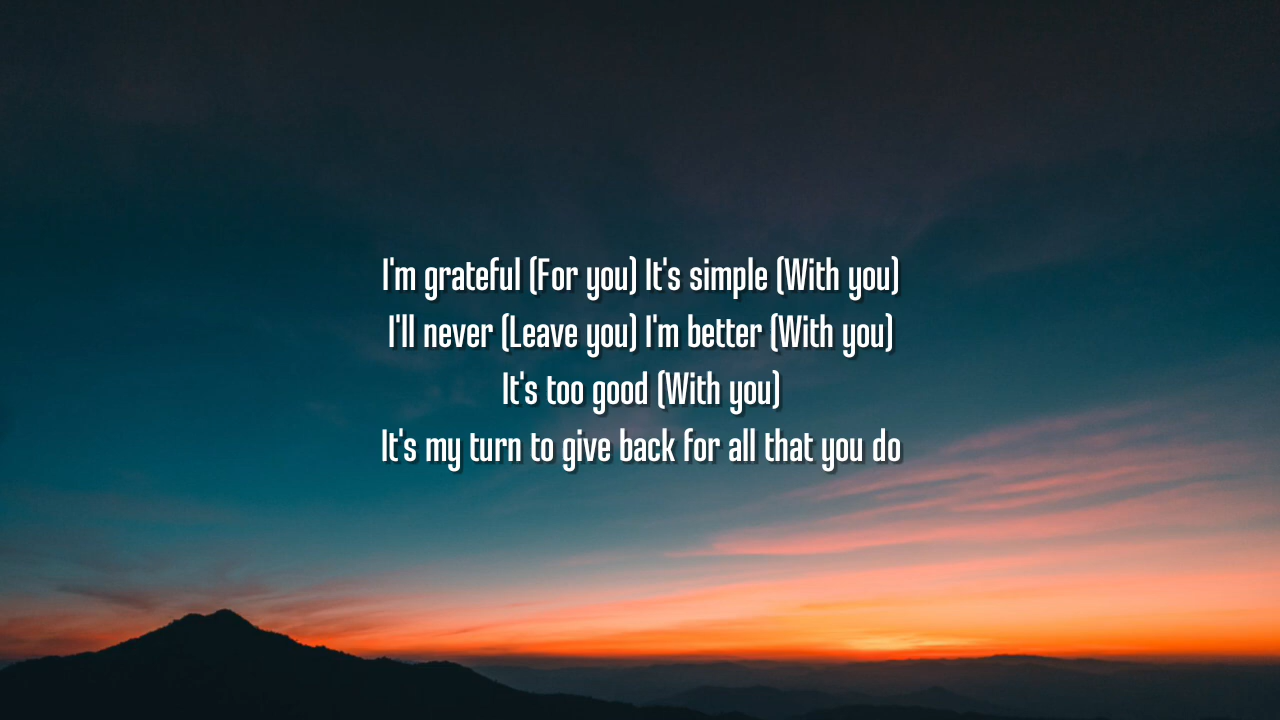 I'm grateful (For you) It's simple (With you)
I'll never (Leave you) I'm better (With you)
It's too good (With you)
It's my turn to give back for all that you do